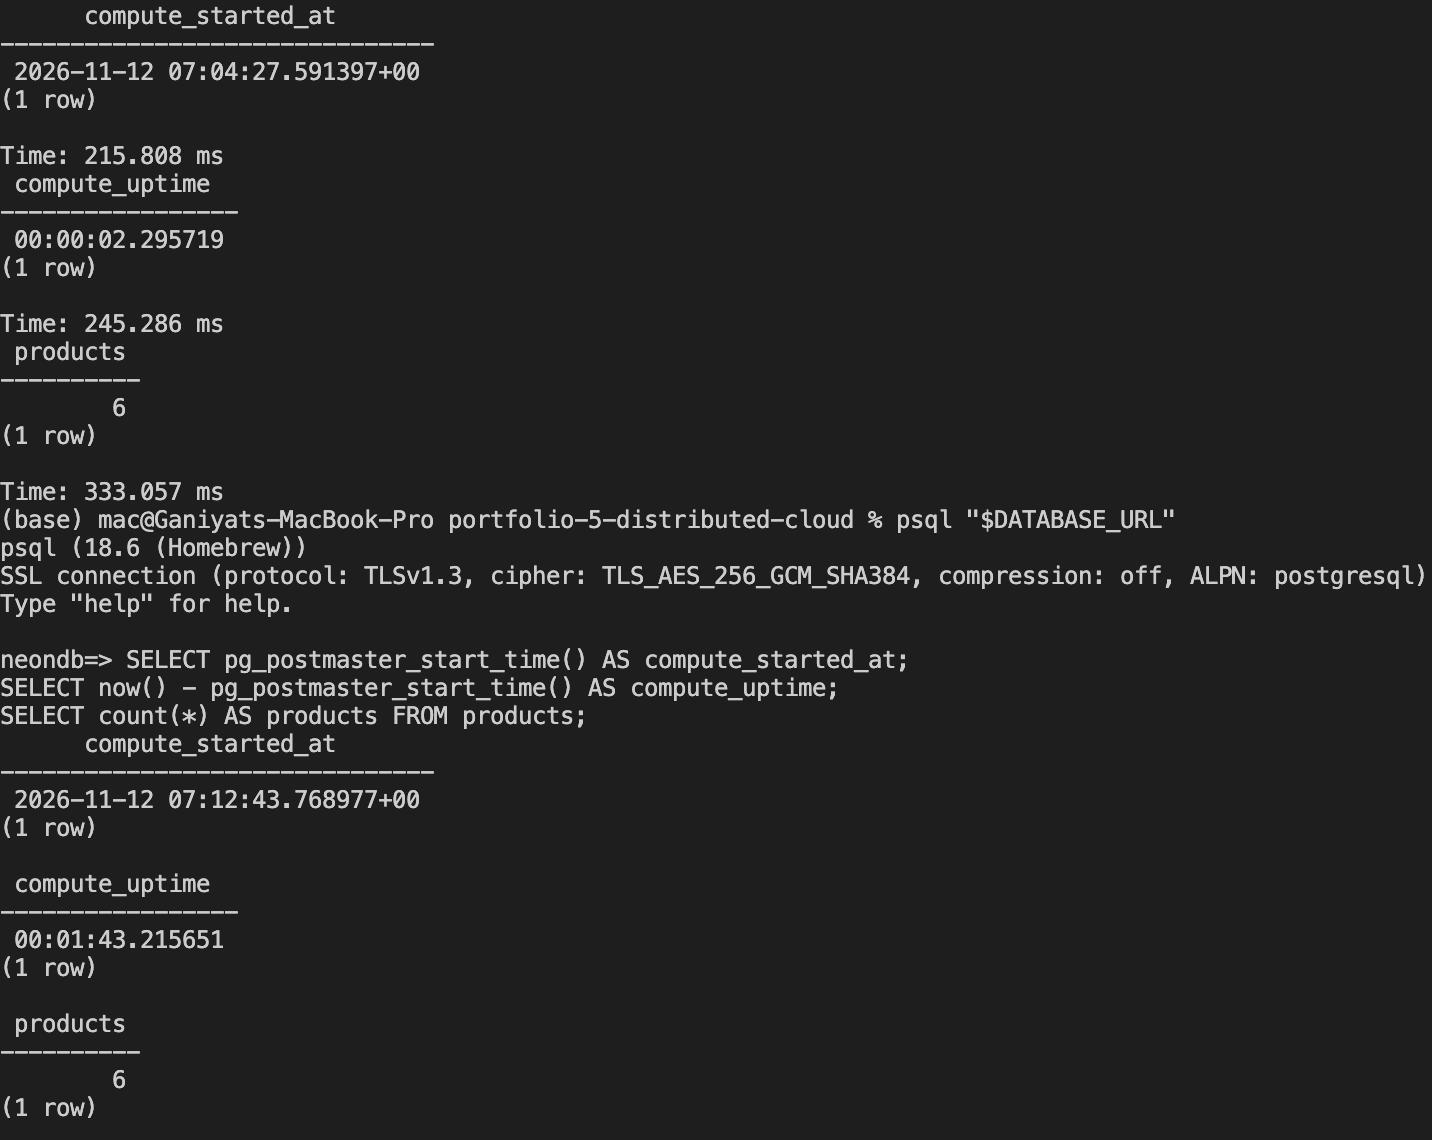 compute_started_at
-------------------------------
2026-11-12 07:04:27.591397+00
(1 row)
Time: 215.808 ms
compute_uptime
-----------------
00:00:02.295719
(1 row)
Time: 245.286 ms
products
----------
6
(1 row)
Time: 333.057 ms
(base) mac@Ganiyats-MacBook-Pro portfolio-5-distributed-cloud % psql "$DATABASE_URL"
psql (18.6 (Homebrew))
SSL connection (protocol: TLSv1.3, cipher: TLS_AES_256_GCM_SHA384, compression: off, ALPN: postgresql)
Type "help" for help.
neondb=> SELECT pg_postmaster_start_time() AS compute_started_at;
SELECT now() - pg_postmaster_start_time() AS compute_uptime;
SELECT count(*) AS products FROM products;
compute_started_at
-------------------------------
2026-11-12 07:12:43.768977+00
(1 row)
compute_uptime
-----------------
00:01:43.215651
(1 row)
products
----------
6
(1 row)